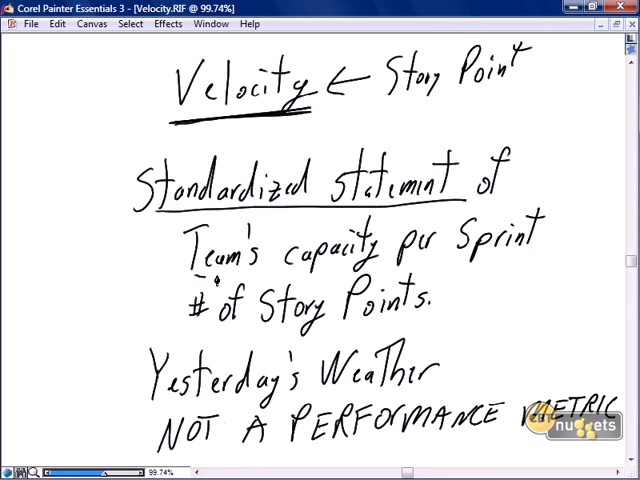 Corel Painter Essentials 3 - [Velocity.RIF @ 99.74%]
File Edit Canvas Select Effects Window Help
Velocity ← Story Point
Standardized statement of
Team's capacity per Sprint
# of Story Points.
Yesterday's Weather
NOT A PERFORMANCE METRIC
cbt nuggets
99.74%